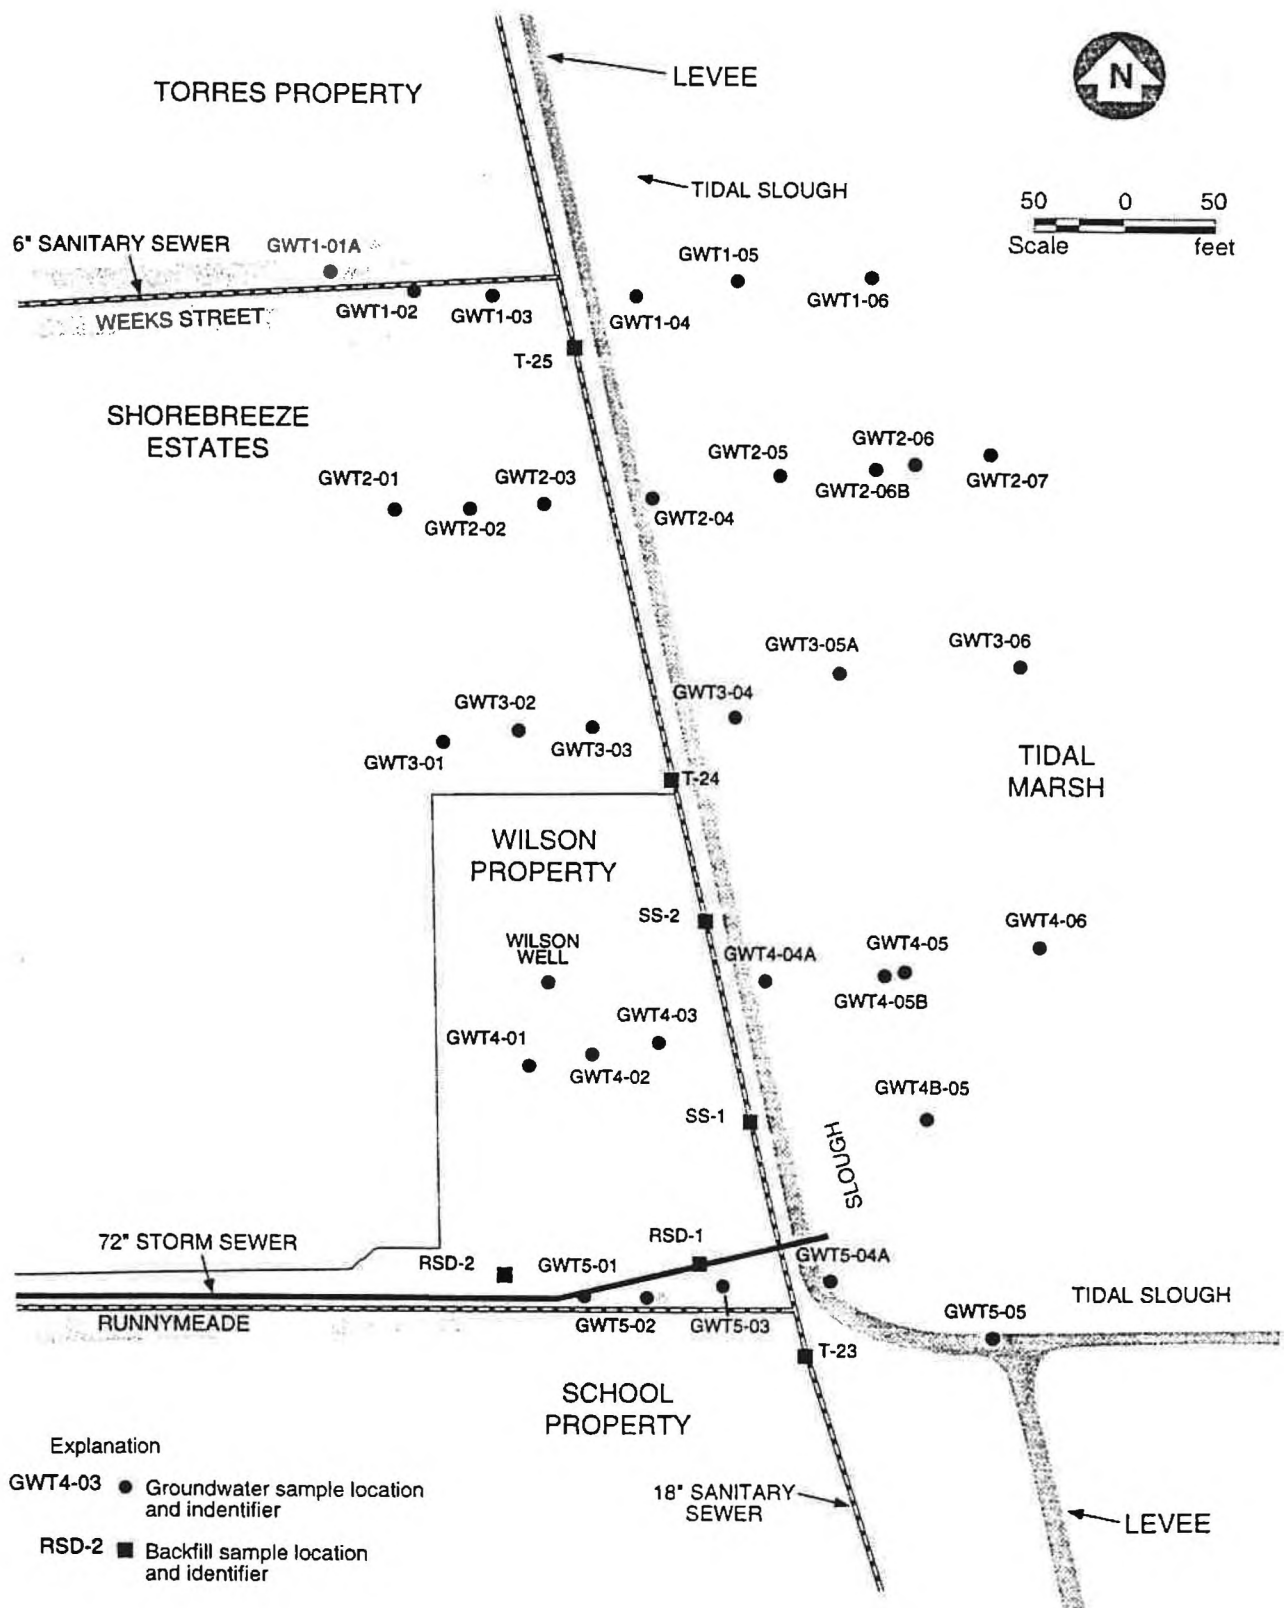 TORRES PROPERTY
LEVEE
N
TIDAL SLOUGH
50 0 50
Scale feet
6" SANITARY SEWER
GWT1-01A
GWT1-05
GWT1-06
WEEKS STREET
GWT1-02
GWT1-03
GWT1-04
T-25
SHOREBREEZE
ESTATES
GWT2-01
GWT2-02
GWT2-03
GWT2-04
GWT2-05
GWT2-06
GWT2-06B
GWT2-07
GWT3-05A
GWT3-06
GWT3-04
GWT3-02
GWT3-01
GWT3-03
T-24
TIDAL
MARSH
WILSON
PROPERTY
SS-2
WILSON
WELL
GWT4-04A
GWT4-05
GWT4-05B
GWT4-06
GWT4-03
GWT4-01
GWT4-02
GWT4B-05
SS-1
SLOUGH
72" STORM SEWER
RSD-2
GWT5-01
RSD-1
GWT5-04A
RUNNYMEADE
GWT5-02
GWT5-03
GWT5-05
TIDAL SLOUGH
T-23
SCHOOL
PROPERTY
18" SANITARY
SEWER
LEVEE
Explanation
GWT4-03 Groundwater sample location
and indentifier
RSD-2 Backfill sample location
and identifier